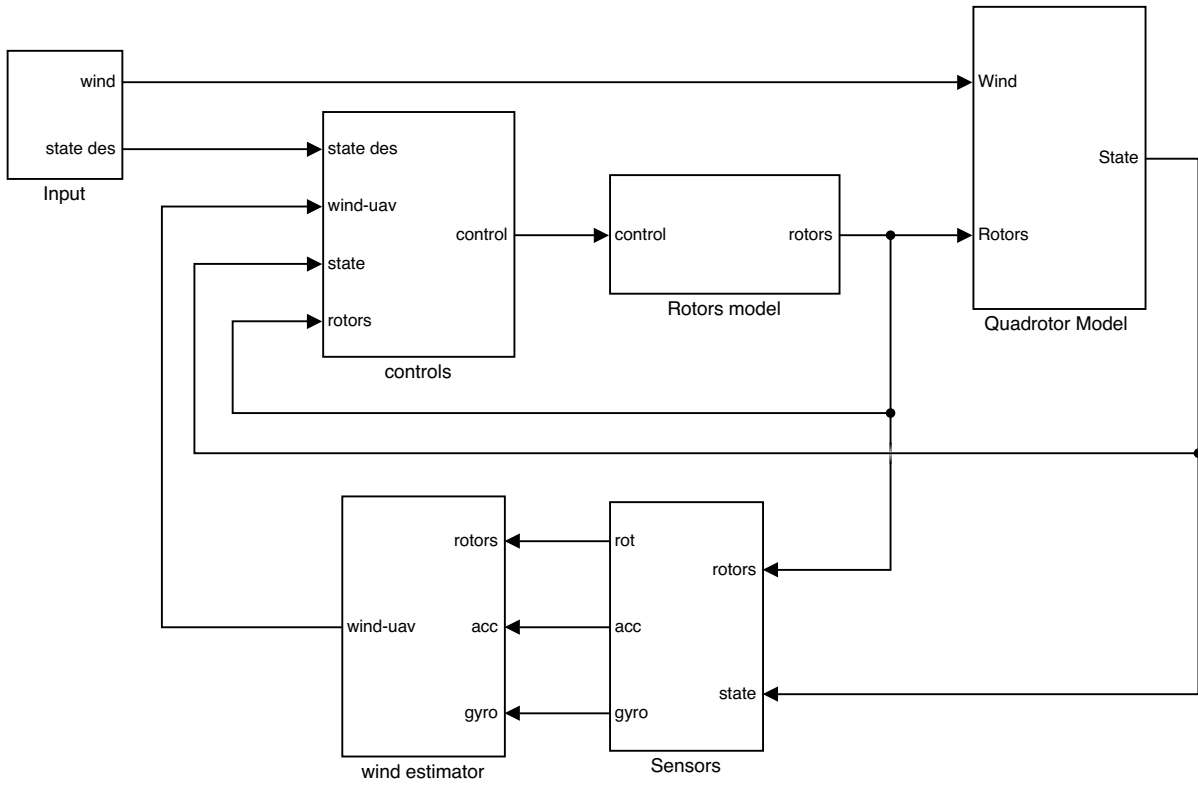 wind
state des
Input
state des
wind-uav
state
rotors
control
controls
control
rotors
Rotors model
Wind
State
Rotors
Quadrotor Model
rotors
wind-uav
acc
gyro
wind estimator
rot
rotors
acc
state
gyro
Sensors